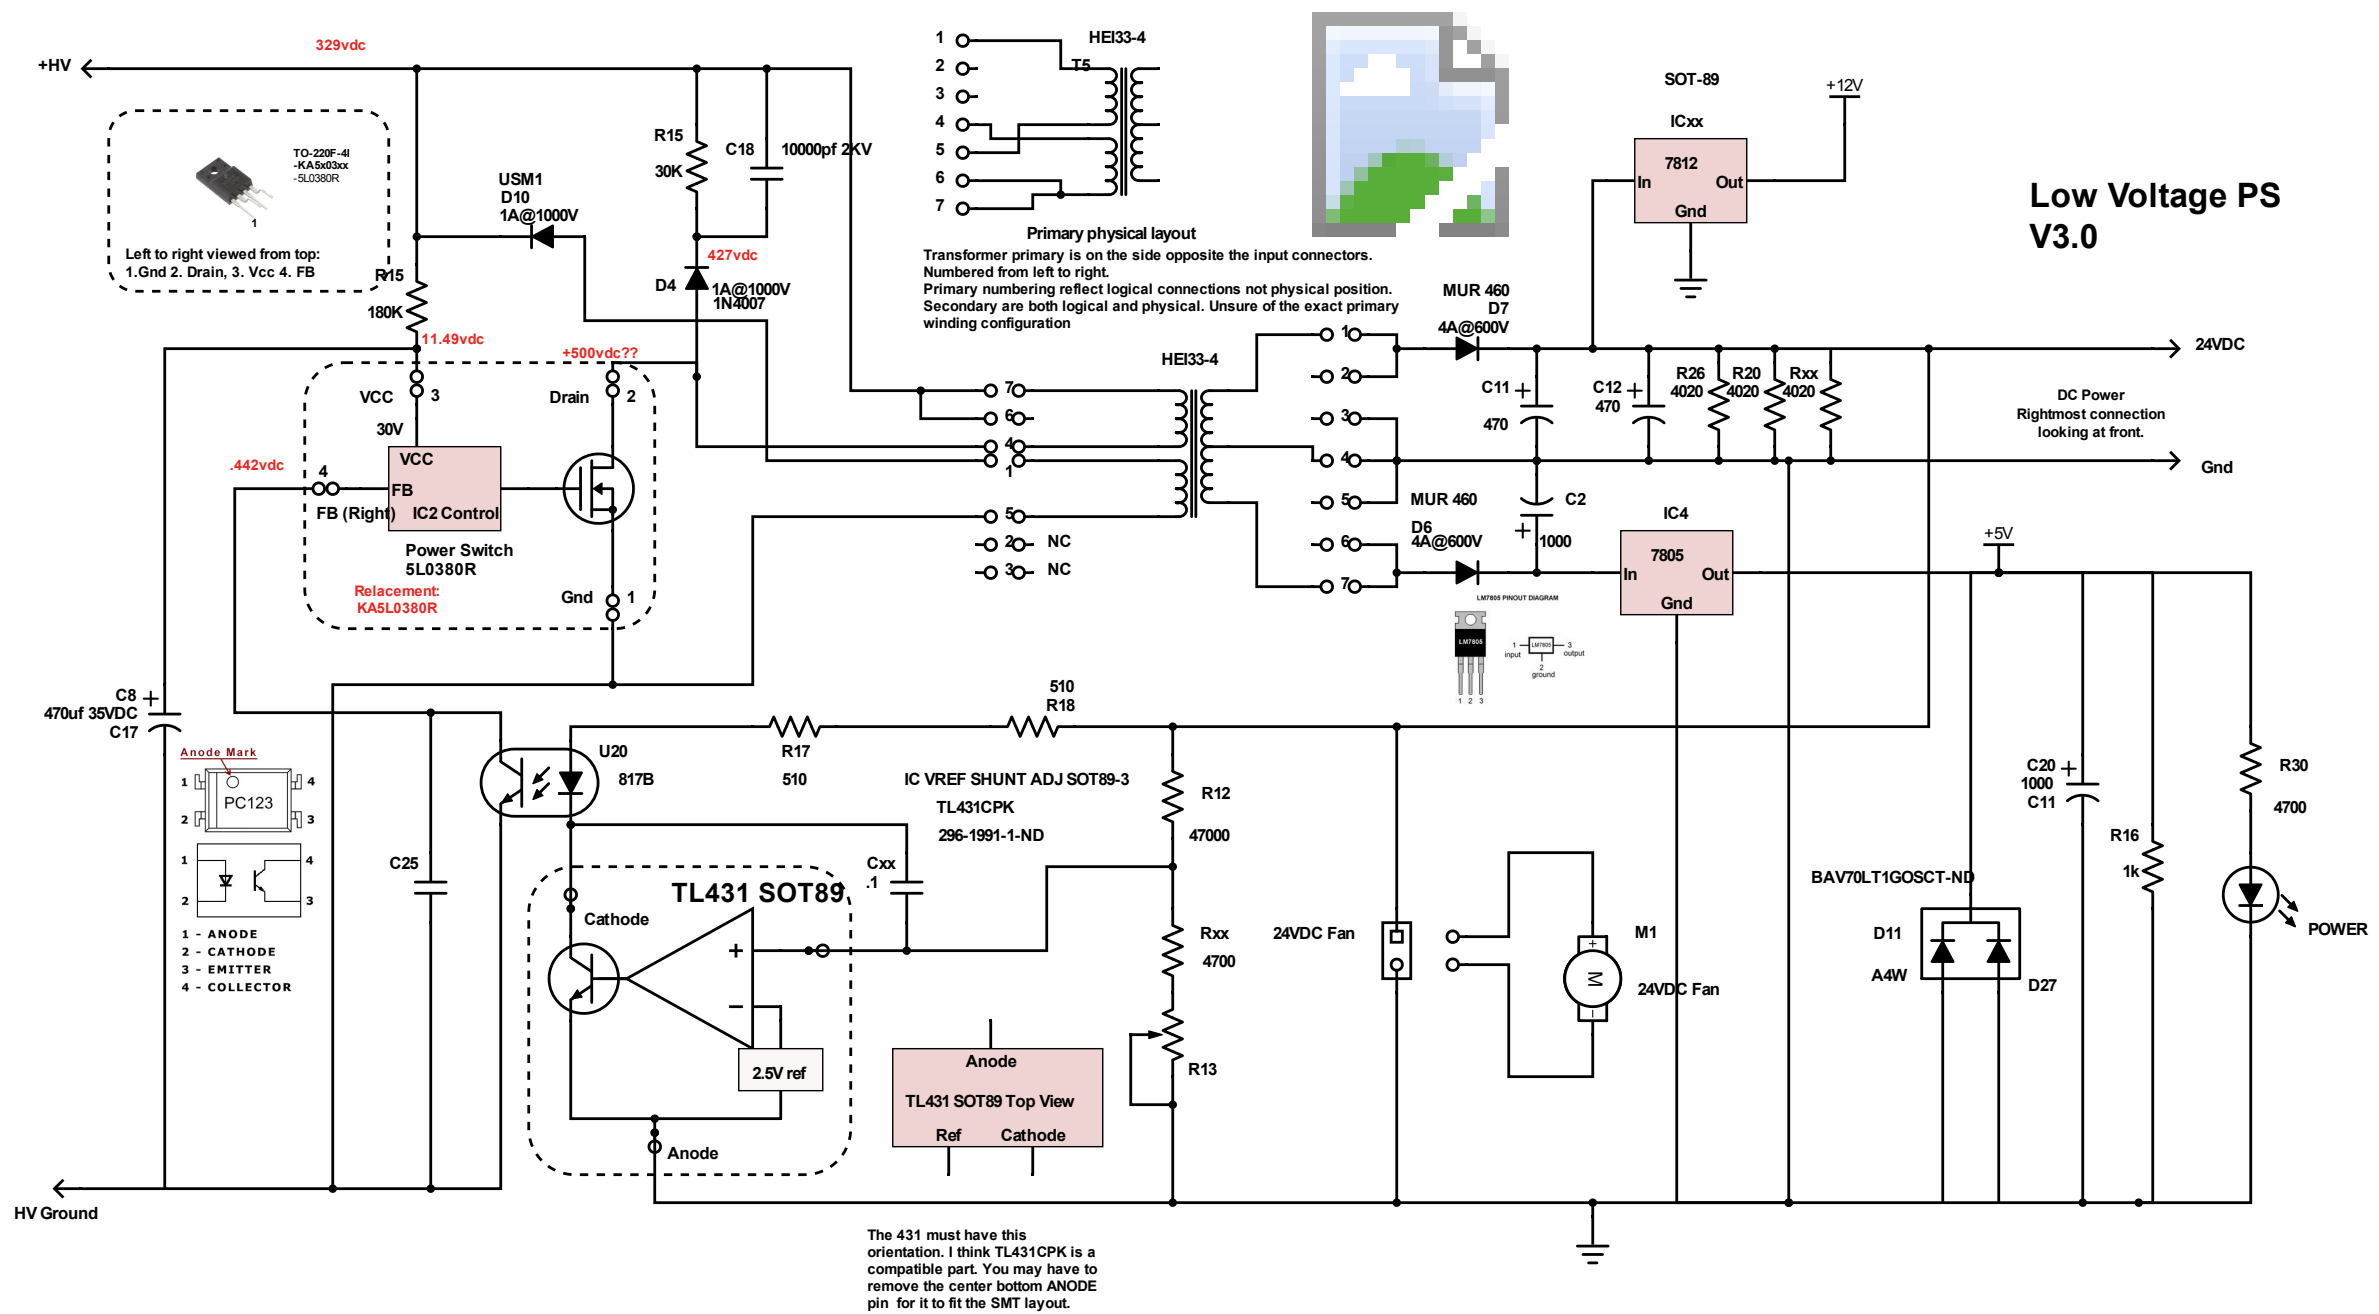 329vdc
+HV
TO-220F-4l
-KA5x03xx
-5L0380R
1
Left to right viewed from top:
1.Gnd 2. Drain, 3. Vcc 4. FB
R15
180K
11.49vdc
USM1
D10
1A@1000V
R15
30K
C18
10000pf 2KV
427vdc
D4
1A@1000V
1N4007
+500vdc??
1
2
3
4
5
6
7
HEI33-4
T5
Primary physical layout
Transformer primary is on the side opposite the input connectors.
Numbered from left to right.
Primary numbering reflect logical connections not physical position.
Secondary are both logical and physical. Unsure of the exact primary
winding configuration
SOT-89
ICxx
7812
In
Out
Gnd
+12V
Low Voltage PS
V3.0
VCC
3
30V
Drain
2
.442vdc
4
VCC
FB
FB (Right)
IC2 Control
Power Switch
5L0380R
Relacement:
KA5L0380R
Gnd
1
HEI33-4
7
6
4
1
5
2 NC
3 NC
1
2
3
4
5
6
7
MUR 460
D7
4A@600V
C11
470
C12
470
R26
4020
R20
4020
Rxx
4020
24VDC
DC Power
Rightmost connection
looking at front.
Gnd
MUR 460
D6
4A@600V
C2
1000
IC4
7805
In
Out
Gnd
+5V
LM7805 PINOUT DIAGRAM
LM7805
1 2 3
1
input
LM7805
3
output
2
ground
C8
470uf 35VDC
C17
Anode Mark
1
4
PC123
2
3
1
4
2
3
1 - ANODE
2 - CATHODE
3 - EMITTER
4 - COLLECTOR
C25
U20
817B
R17
510
510
R18
IC VREF SHUNT ADJ SOT89-3
TL431CPK
296-1991-1-ND
R12
47000
Cxx
.1
TL431 SOT89
Cathode
2.5V ref
Anode
Rxx
4700
R13
Anode
TL431 SOT89 Top View
Ref
Cathode
24VDC Fan
M1
M
24VDC Fan
BAV70LT1GOSCT-ND
D11
A4W
D27
C20
1000
C11
R16
1k
R30
4700
POWER
HV Ground
The 431 must have this
orientation. I think TL431CPK is a
compatible part. You may have to
remove the center bottom ANODE
pin for it to fit the SMT layout.